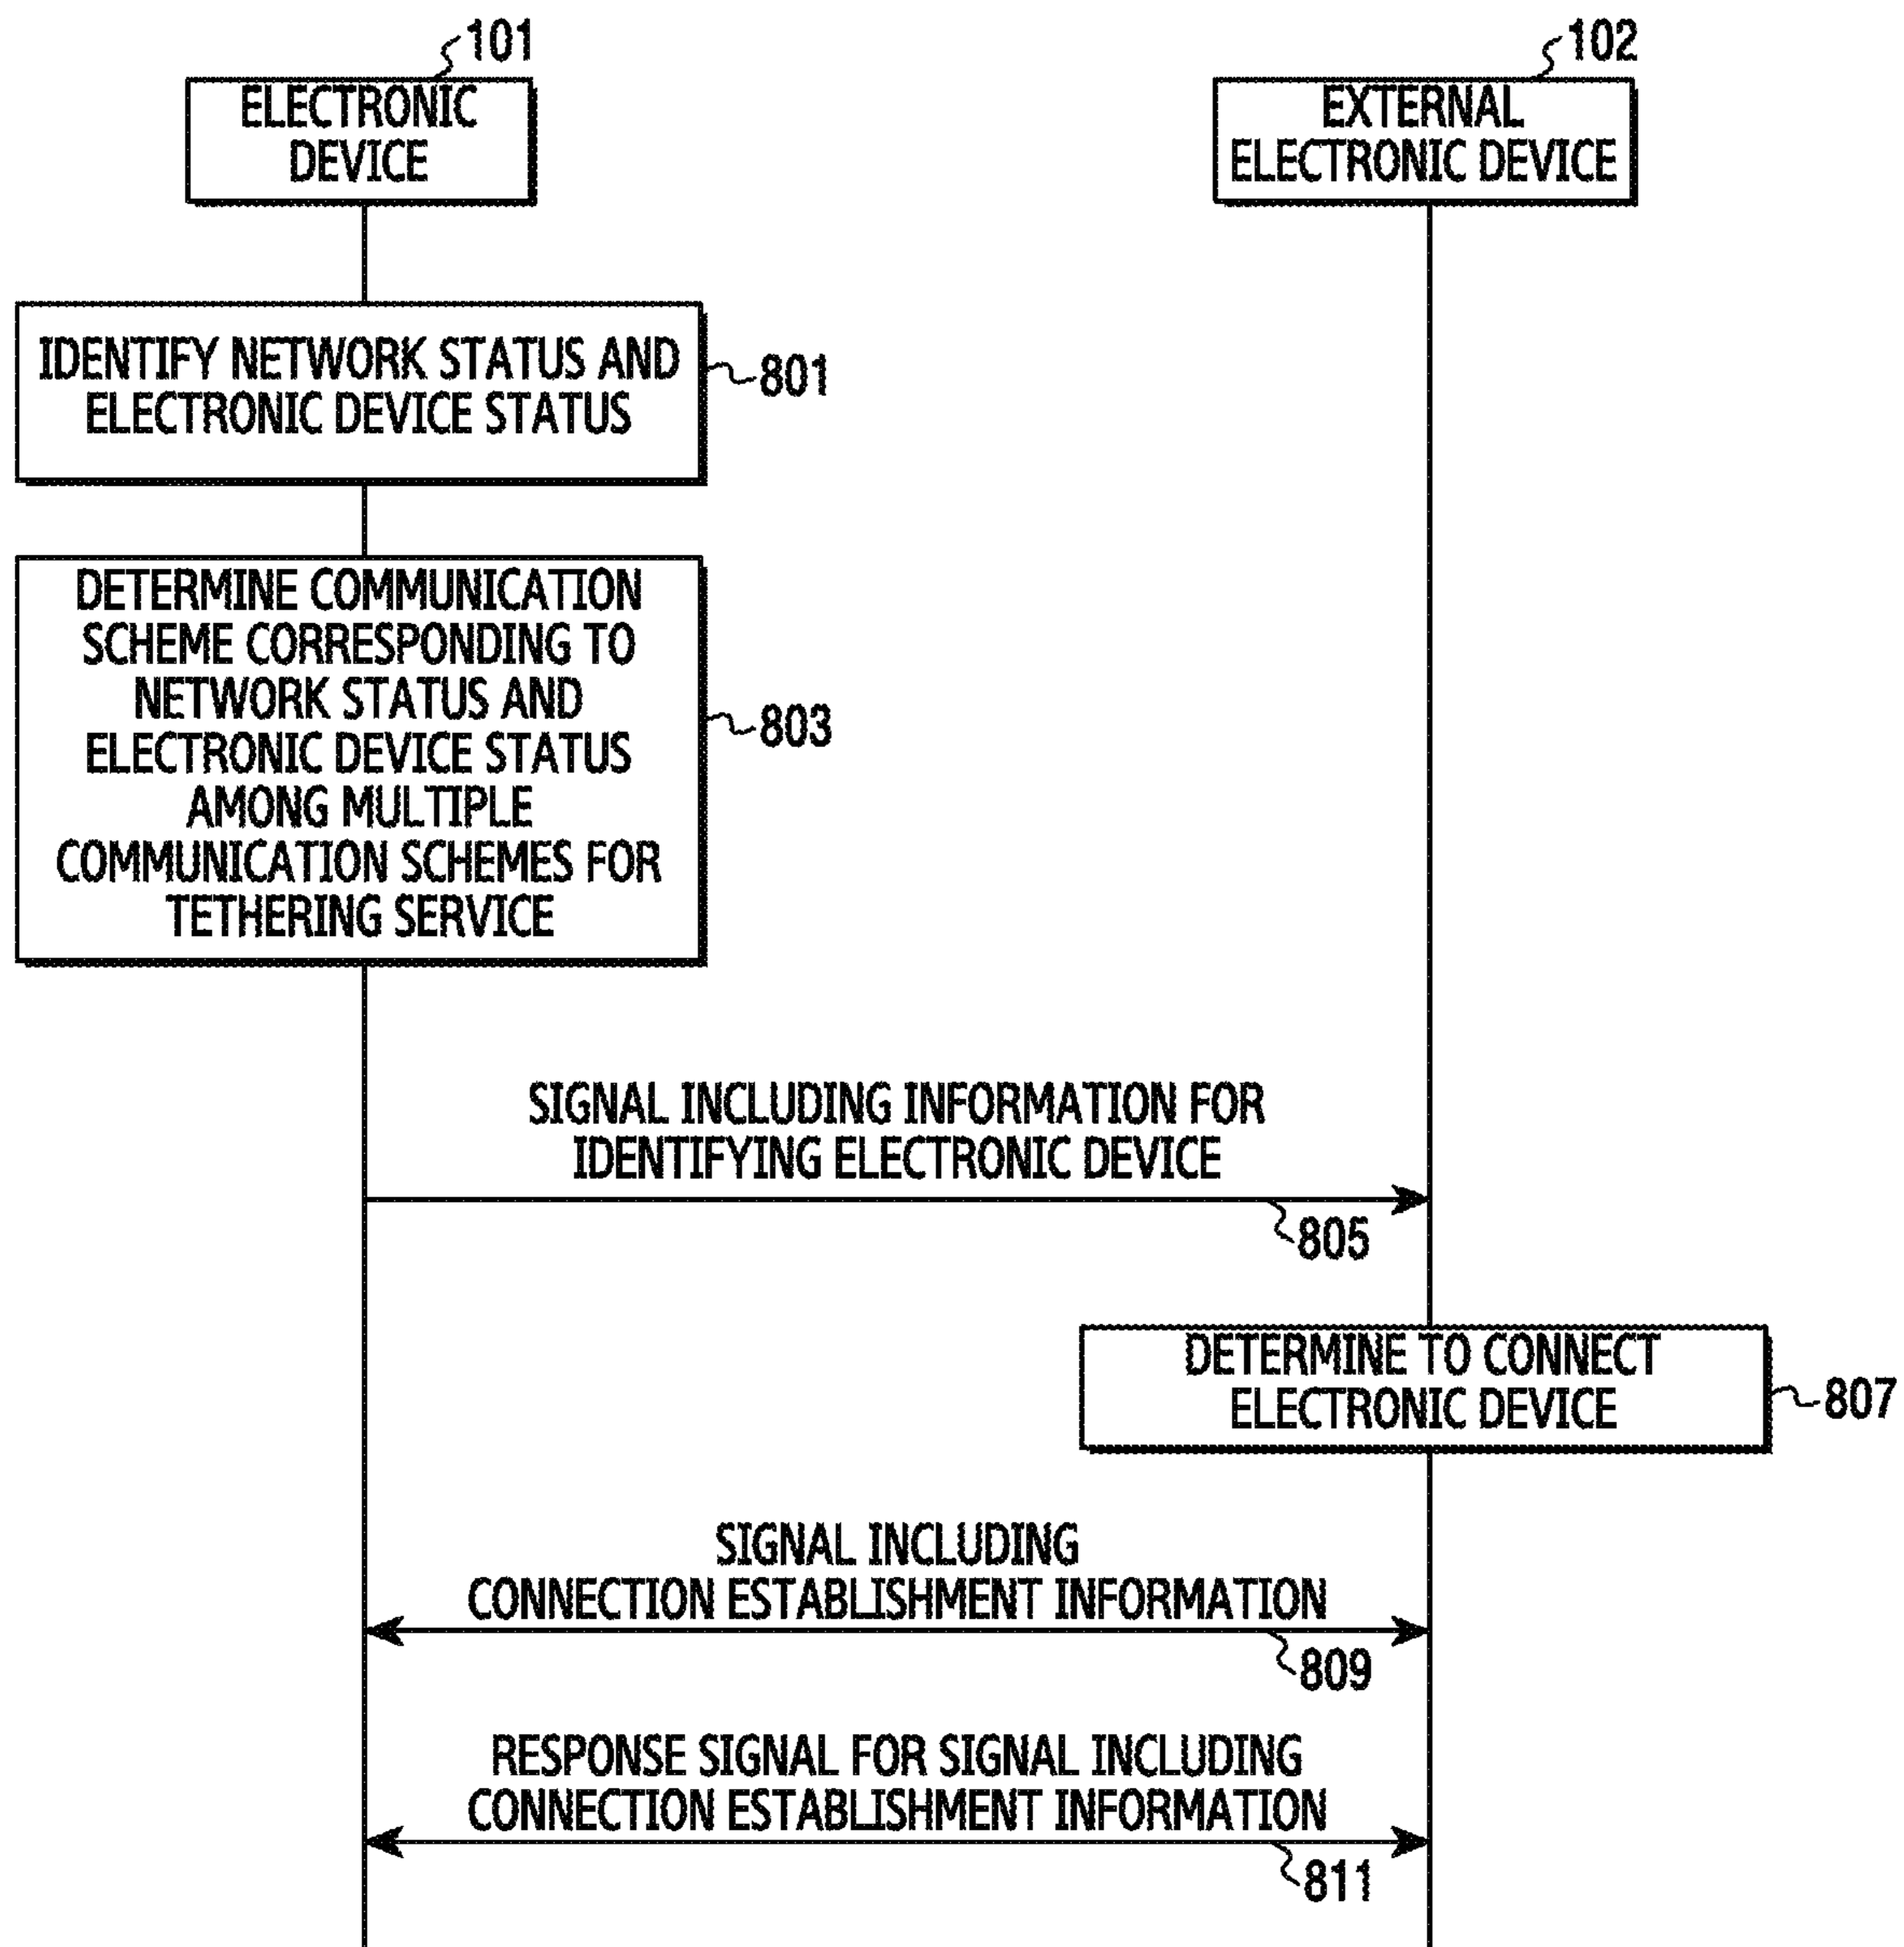 101
102
ELECTRONIC
DEVICE
EXTERNAL
ELECTRONIC DEVICE
IDENTIFY NETWORK STATUS AND
ELECTRONIC DEVICE STATUS
801
DETERMINE COMMUNICATION
SCHEME CORRESPONDING TO
NETWORK STATUS AND
ELECTRONIC DEVICE STATUS
AMONG MULTIPLE
COMMUNICATION SCHEMES FOR
TETHERING SERVICE
803
SIGNAL INCLUDING INFORMATION FOR
IDENTIFYING ELECTRONIC DEVICE
805
DETERMINE TO CONNECT
ELECTRONIC DEVICE
807
SIGNAL INCLUDING
CONNECTION ESTABLISHMENT INFORMATION
809
RESPONSE SIGNAL FOR SIGNAL INCLUDING
CONNECTION ESTABLISHMENT INFORMATION
811